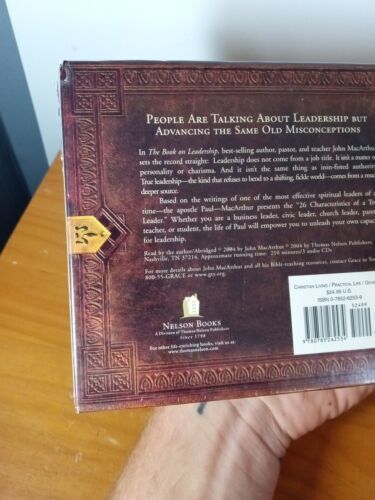 PEOPLE ARE TALKING ABOUT LEADERSHIP BUT
ADVANCING THE SAME OLD MISCONCEPTIONS
In The Book on Leadership, best-selling author, pastor, and teacher John MacArthur
sets the record straight: Leadership does not come from a job title. It isn't a matter of
personality or charisma. And it isn't the same thing as iron-fisted authority.
True leadership—the kind that refuses to bend to a shifting, fickle world—comes from a
deeper source.
Based on the writings of one of the most effective spiritual leaders of
time—the apostle Paul—MacArthur presents the "26 Characteristics of a
Leader." Whether you are a business leader, civic leader, church leader,
teacher, or student, the life of Paul will empower you to unleash your own
for leadership.
Read by the author/Abridged ℗ 2004 by John MacArthur © 2004 by Thomas Nelson Publishers,
Nashville, TN 37214. Approximate running time: 210 minutes/3 audio CDs
For more details about John MacArthur and all his Bible-teaching resources, contact Grace to
800-55-GRACE or www.gty.org.
NELSON BOOKS
A Division of Thomas Nelson Publishers
Since 1798
For other life-enriching books, visit us at:
www.thomasnelson.com
CHRISTIAN LIVING / PRACTICAL LIFE /
$24.99 U.S.
ISBN 0-7852-6253-9
52499
9780785262534